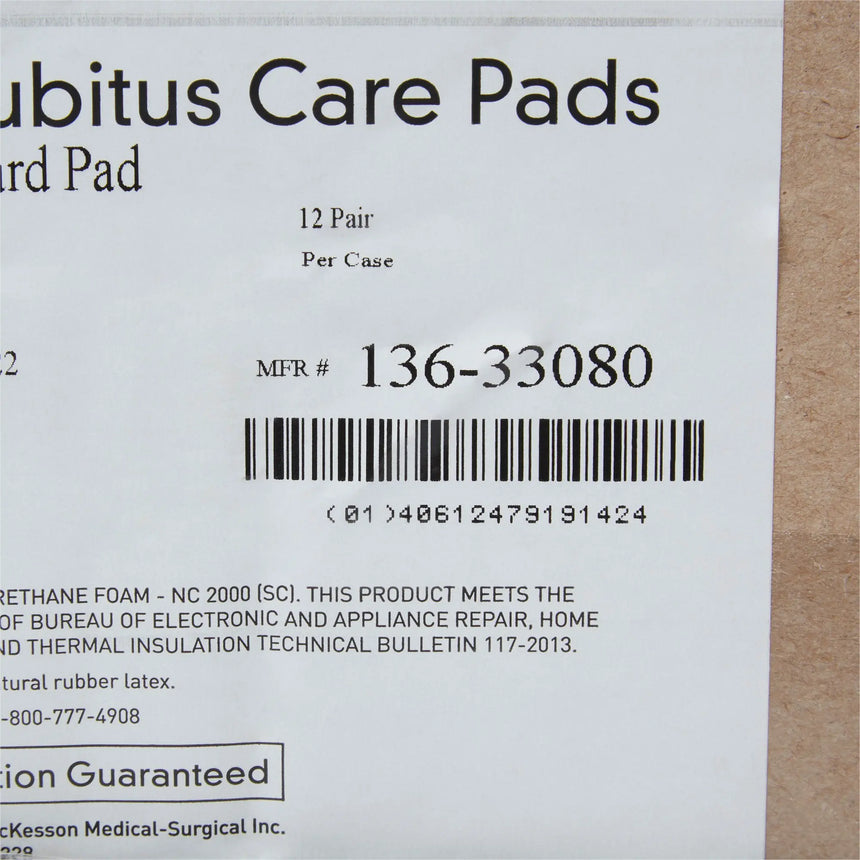 ubitus Care Pads
ard Pad
12 Pair
Per Case
22
MFR # 136-33080
(01)40612479191424
RETHANE FOAM - NC 2000 (SC). THIS PRODUCT MEETS THE
OF BUREAU OF ELECTRONIC AND APPLIANCE REPAIR, HOME
ND THERMAL INSULATION TECHNICAL BULLETIN 117-2013.
tural rubber latex.
-800-777-4908
tion Guaranteed
cKesson Medical-Surgical Inc.